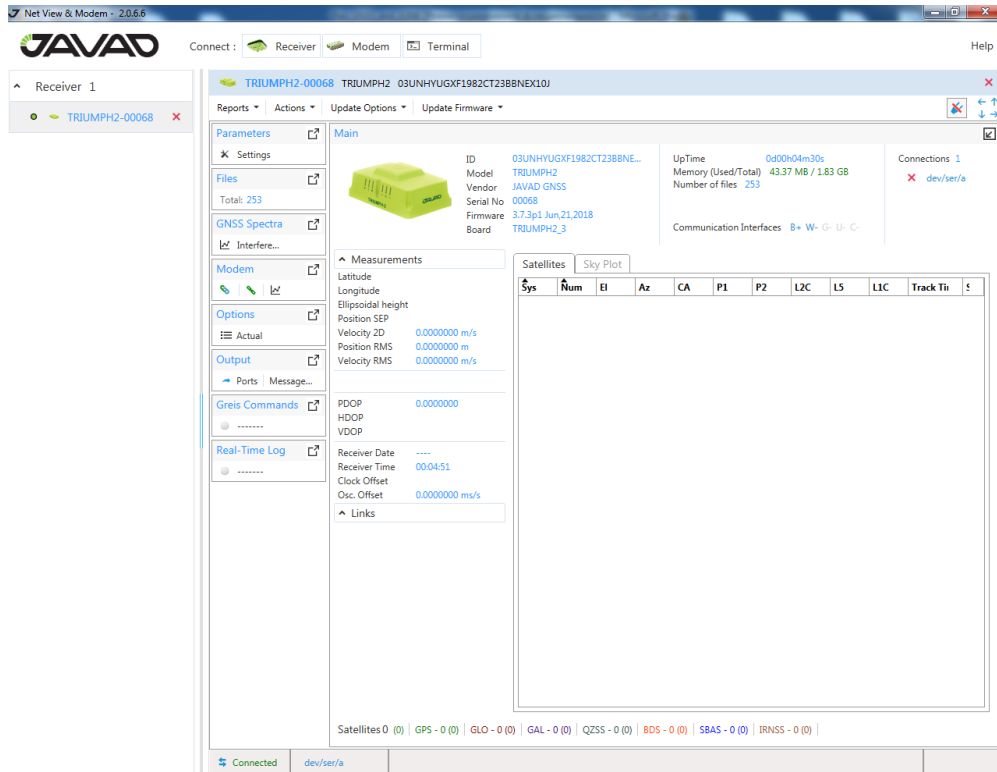 Net View & Modem - 2.0.6.6
JAVAD Connect : Receiver Modem Terminal Help
Receiver 1
TRIUMPH2-00068
TRIUMPH2-00068 TRIUMPH2 03UNHYUGXF1982CT23BBNEX10J
Reports Actions Update Options Update Firmware
Parameters
Settings
Files
Total: 253
GNSS Spectra
Interfere...
Modem
Options
Actual
Output
Ports Message...
Greis Commands
-------
Real-Time Log
-------
Main
TRIUMPH2 JAVAD
ID 03UNHYUGXF1982CT23BBNE...
Model TRIUMPH2
Vendor JAVAD GNSS
Serial No 00068
Firmware 3.7.3p1 Jun,21,2018
Board TRIUMPH2_3
UpTime 0d00h04m30s
Memory (Used/Total) 43.37 MB / 1.83 GB
Number of files 253
Communication Interfaces B+ W- G- U- C-
Connections 1
dev/ser/a
Measurements
Latitude
Longitude
Ellipsoidal height
Position SEP
Velocity 2D 0.0000000 m/s
Position RMS 0.0000000 m
Velocity RMS 0.0000000 m/s
PDOP 0.0000000
HDOP
VDOP
Receiver Date ----
Receiver Time 00:04:51
Clock Offset
Osc. Offset 0.0000000 ms/s
Links
Satellites Sky Plot
Sys Num El Az CA P1 P2 L2C L5 L1C Track Ti
Satellites 0 (0) GPS - 0 (0) GLO - 0 (0) GAL - 0 (0) QZSS - 0 (0) BDS - 0 (0) SBAS - 0 (0) IRNSS - 0 (0)
Connected dev/ser/a